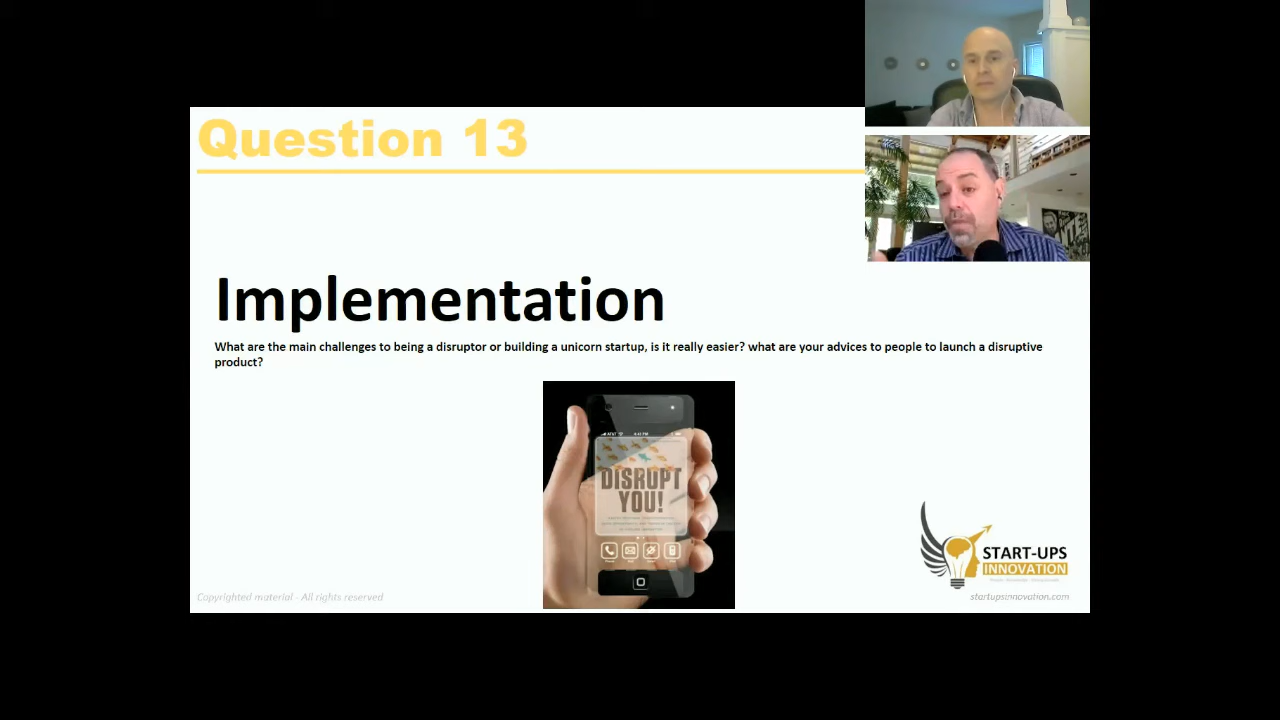 Question 13
Implementation
What are the main challenges to being a disruptor or building a unicorn startup, is it really easier? what are your advices to people to launch a disruptive
product?
DISRUPT
YOU!
START-UPS
INNOVATION
Copyrighted material - All rights reserved
startupsinnovation.com